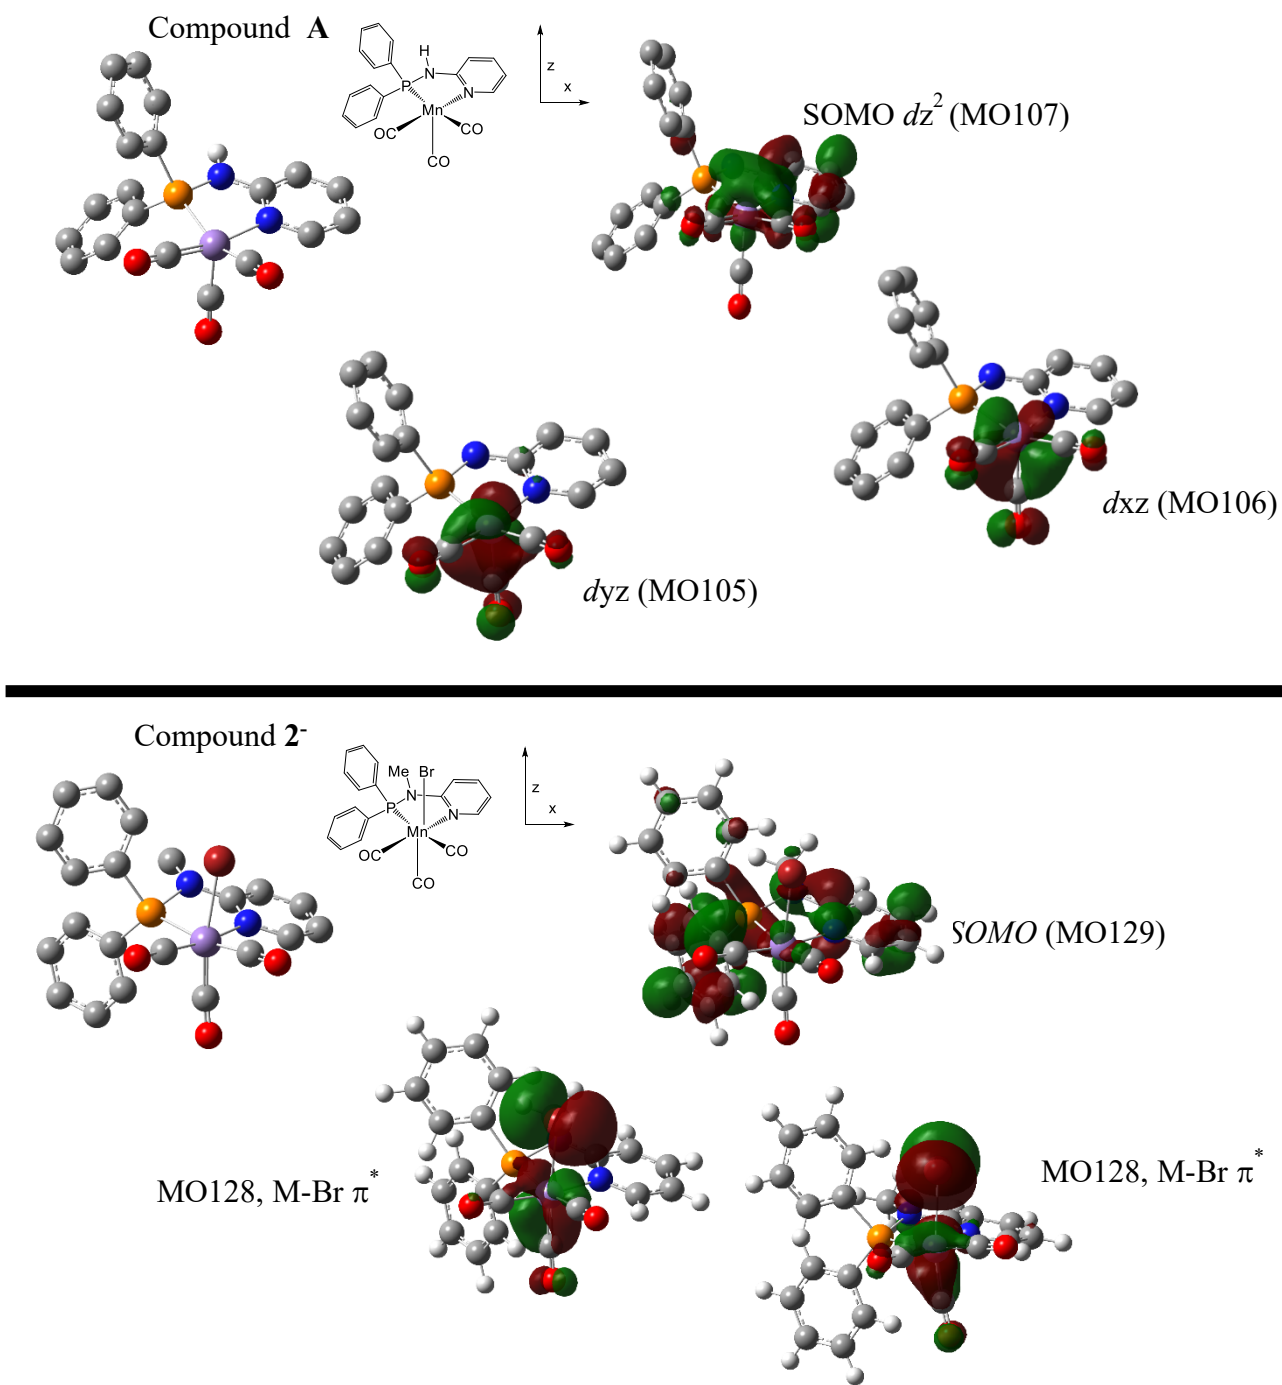 Compound A
H
N
P
N
Mn
OC
CO
CO
z
x
SOMO dz² (MO107)
dxz (MO106)
dyz (MO105)
Compound 2⁻
Me
Br
N
P
N
Mn
OC
CO
CO
z
x
SOMO (MO129)
MO128, M-Br π*
MO128, M-Br π*